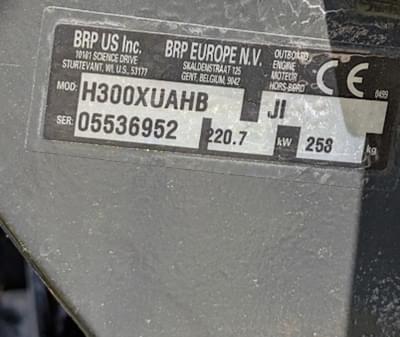 BRP US Inc.
10101 SCIENCE DRIVE
STURTEVANT, WI, U.S., 53177
BRP EUROPE N.V.
SKALDENSTRAAT 125
GENT, BELGIUM, 9042
OUTBOARD
ENGINE
MOTEUR
HORS-BORD
CE
0499
MOD: H300XUAHB JI
SER: 05536952 220.7 kW 258 kg